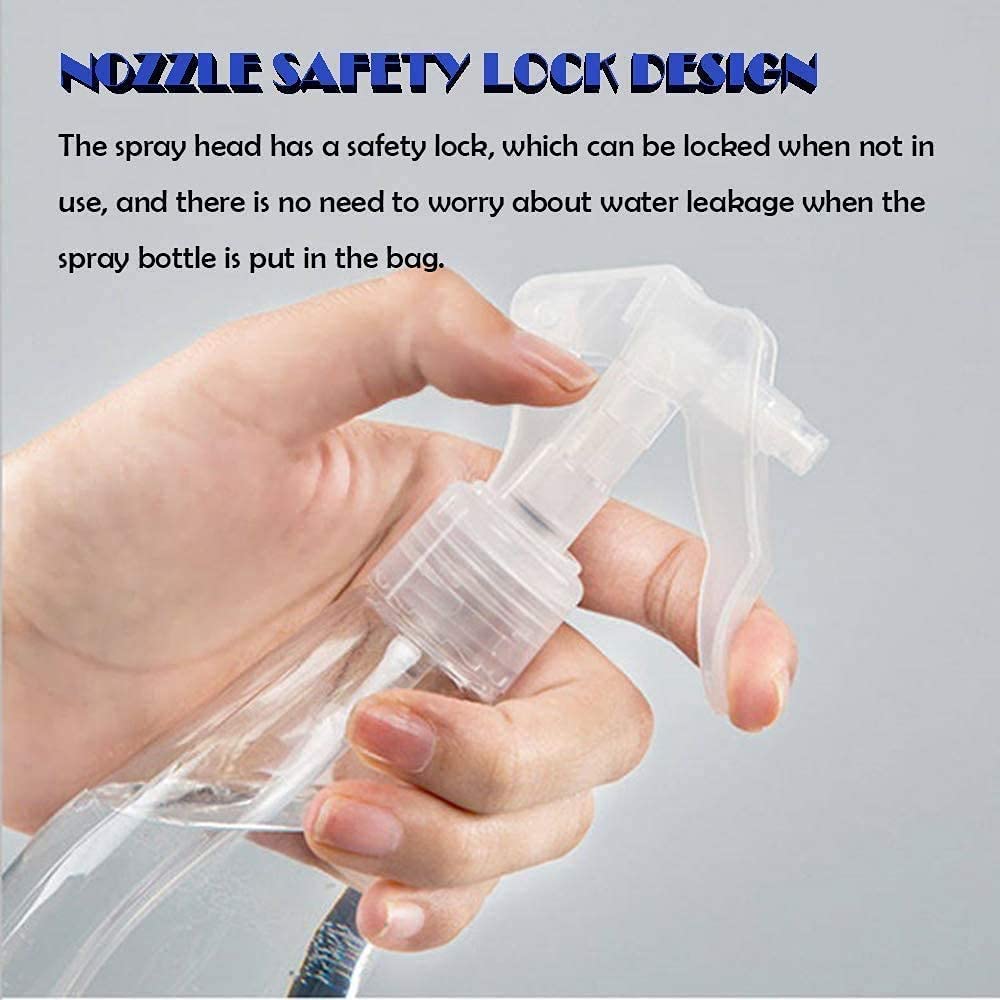 NOZZLE SAFETY LOCK DESIGN
The spray head has a safety lock, which can be locked when not in
use, and there is no need to worry about water leakage when the
spray bottle is put in the bag.